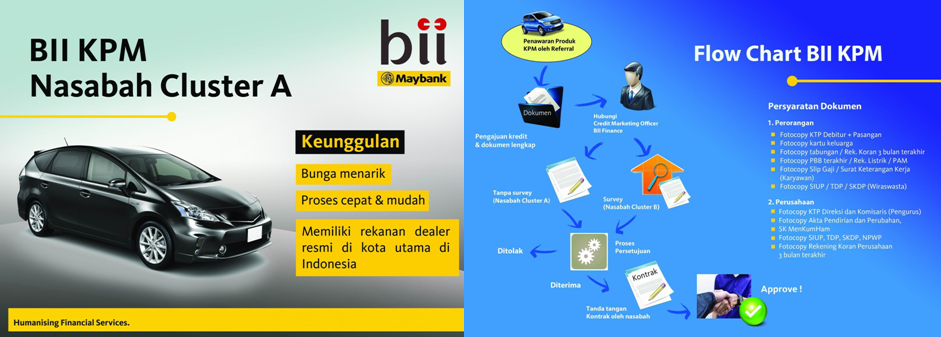 BII KPM
Nasabah Cluster A
bii
Maybank
Keunggulan
Bunga menarik
Proses cepat & mudah
Memiliki rekanan dealer
resmi di kota utama di
Indonesia
Humanising Financial Services.
Penawaran Produk
KPM oleh Referral
Flow Chart BII KPM
Dokumen
Pengajuan kredit
& dokumen lengkap
Hubungi
Credit Marketing Officer
BII Finance
Tanpa survey
(Nasabah Cluster A)
Survey
(Nasabah Cluster B)
Ditolak
Proses
Persetujuan
Diterima
Kontrak
Tanda tangan
Kontrak oleh nasabah
Approve !
Persyaratan Dokumen
1. Perorangan
Fotocopy KTP Debitur + Pasangan
Fotocopy kartu keluarga
Fotocopy tabungan / Rek. Koran 3 bulan terakhir
Fotocopy PBB terakhir / Rek. Listrik / PAM
Fotocopy Slip Gaji / Surat Keterangan Kerja
(Karyawan)
Fotocopy SIUP / TDP / SKDP (Wiraswasta)
2. Perusahaan
Fotocopy KTP Direksi dan Komisaris (Pengurus)
Fotocopy Akta Pendirian dan Perubahan,
SK MenKumHam
Fotocopy SIUP, TDP, SKDP, NPWP
Fotocopy Rekening Koran Perusahaan
3 bulan terakhir